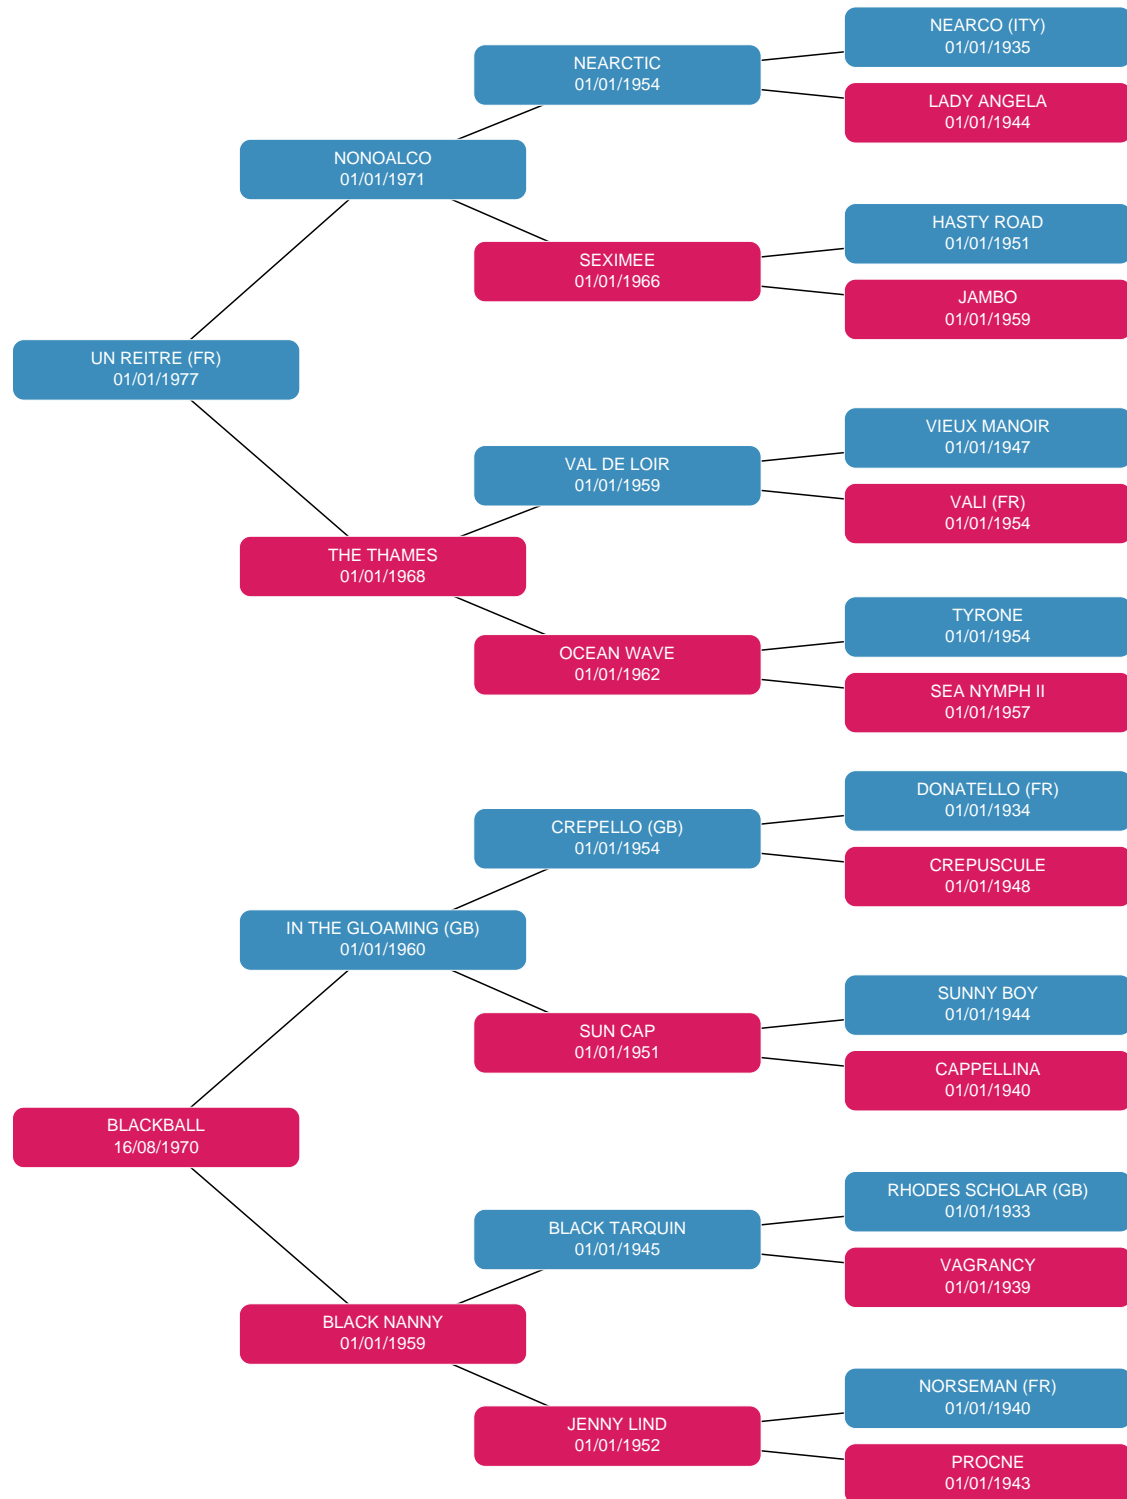 NEARCO (ITY)
01/01/1935
NEARCTIC
01/01/1954
LADY ANGELA
01/01/1944
NONOALCO
01/01/1971
HASTY ROAD
01/01/1951
SEXIMEE
01/01/1966
JAMBO
01/01/1959
UN REITRE (FR)
01/01/1977
VIEUX MANOIR
01/01/1947
VAL DE LOIR
01/01/1959
VALI (FR)
01/01/1954
THE THAMES
01/01/1968
TYRONE
01/01/1954
OCEAN WAVE
01/01/1962
SEA NYMPH II
01/01/1957
DONATELLO (FR)
01/01/1934
CREPELLO (GB)
01/01/1954
CREPUSCULE
01/01/1948
IN THE GLOAMING (GB)
01/01/1960
SUNNY BOY
01/01/1944
SUN CAP
01/01/1951
CAPPELLINA
01/01/1940
BLACKBALL
16/08/1970
RHODES SCHOLAR (GB)
01/01/1933
BLACK TARQUIN
01/01/1945
VAGRANCY
01/01/1939
BLACK NANNY
01/01/1959
NORSEMAN (FR)
01/01/1940
JENNY LIND
01/01/1952
PROCNE
01/01/1943